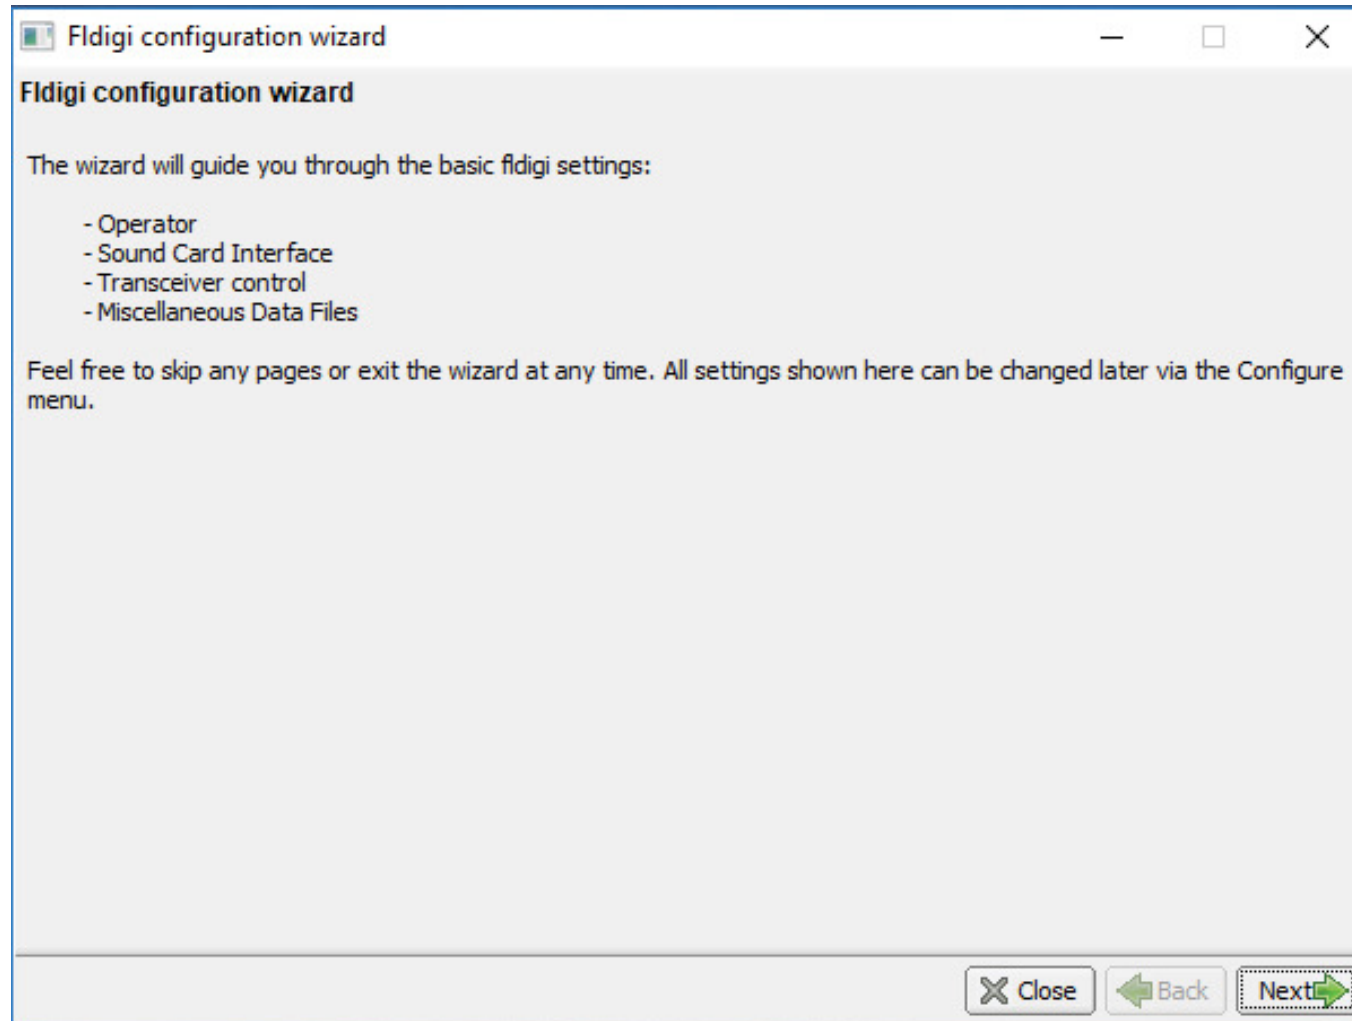 Fldigi configuration wizard
Fldigi configuration wizard
The wizard will guide you through the basic fldigi settings:
- Operator
- Sound Card Interface
- Transceiver control
- Miscellaneous Data Files
Feel free to skip any pages or exit the wizard at any time. All settings shown here can be changed later via the Configure
menu.
Close Back Next